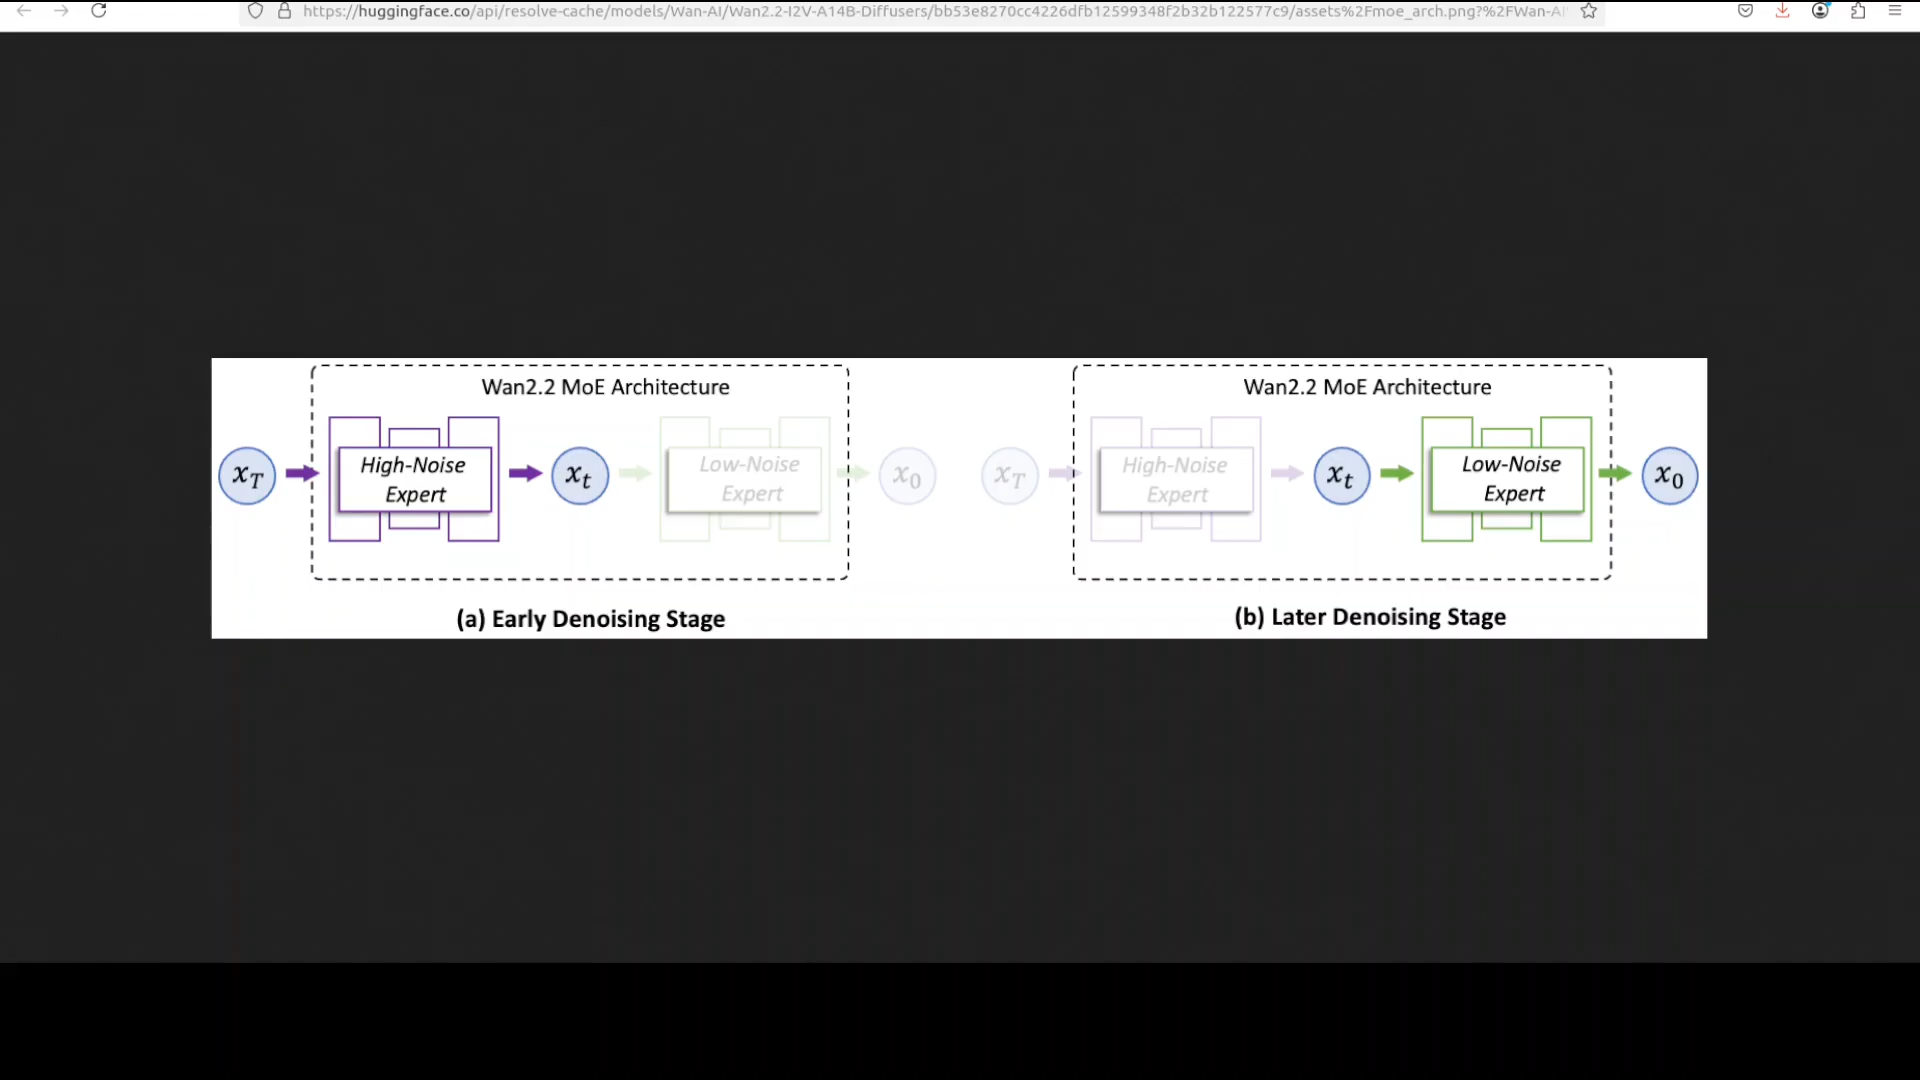 https://huggingface.co/api/resolve-cache/models/Wan-AI/Wan2.2-I2V-A14B-Diffusers/bb53e8270cc4226dfb12599348f2b32b122577c9/assets%2Fmoe_arch.png?%2FWan-AI
Wan2.2 MoE Architecture
x_T
High-Noise
Expert
x_t
Low-Noise
Expert
x_0
(a) Early Denoising Stage
Wan2.2 MoE Architecture
x_T
High-Noise
Expert
x_t
Low-Noise
Expert
x_0
(b) Later Denoising Stage